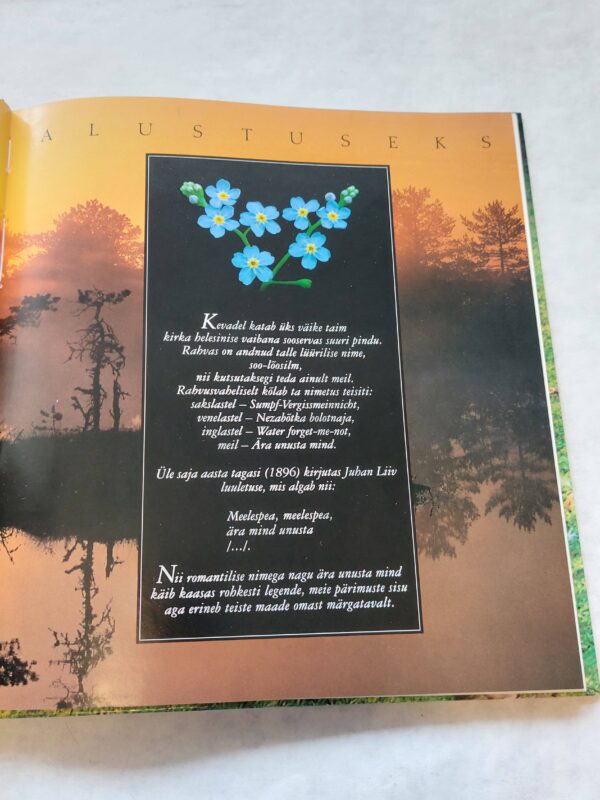 ALUSTUSEKS
Kevadel katab üks väike taim
kirka helesinise vaibana sooservas suuri pindu.
Rahvas on andnud talle lüürilise nime,
soo-lõosilm,
nii kutsutaksegi teda ainult meil.
Rahvusvaheliselt kõlab ta nimetus teisiti:
sakslastel – Sumpf-Vergissmeinnicht,
venelastel – Nezabõtka bolotnaja,
inglastel – Water forget-me-not,
meil – Ära unusta mind.
Üle saja aasta tagasi (1896) kirjutas Juhan Liiv
luuletuse, mis algab nii:
Meelespea, meelespea,
ära mind unusta
/.../.
Nii romantilise nimega nagu ära unusta mind
käib kaasas rohkesti legende, meie pärimuste sisu
aga erineb teiste maade omast märgatavalt.